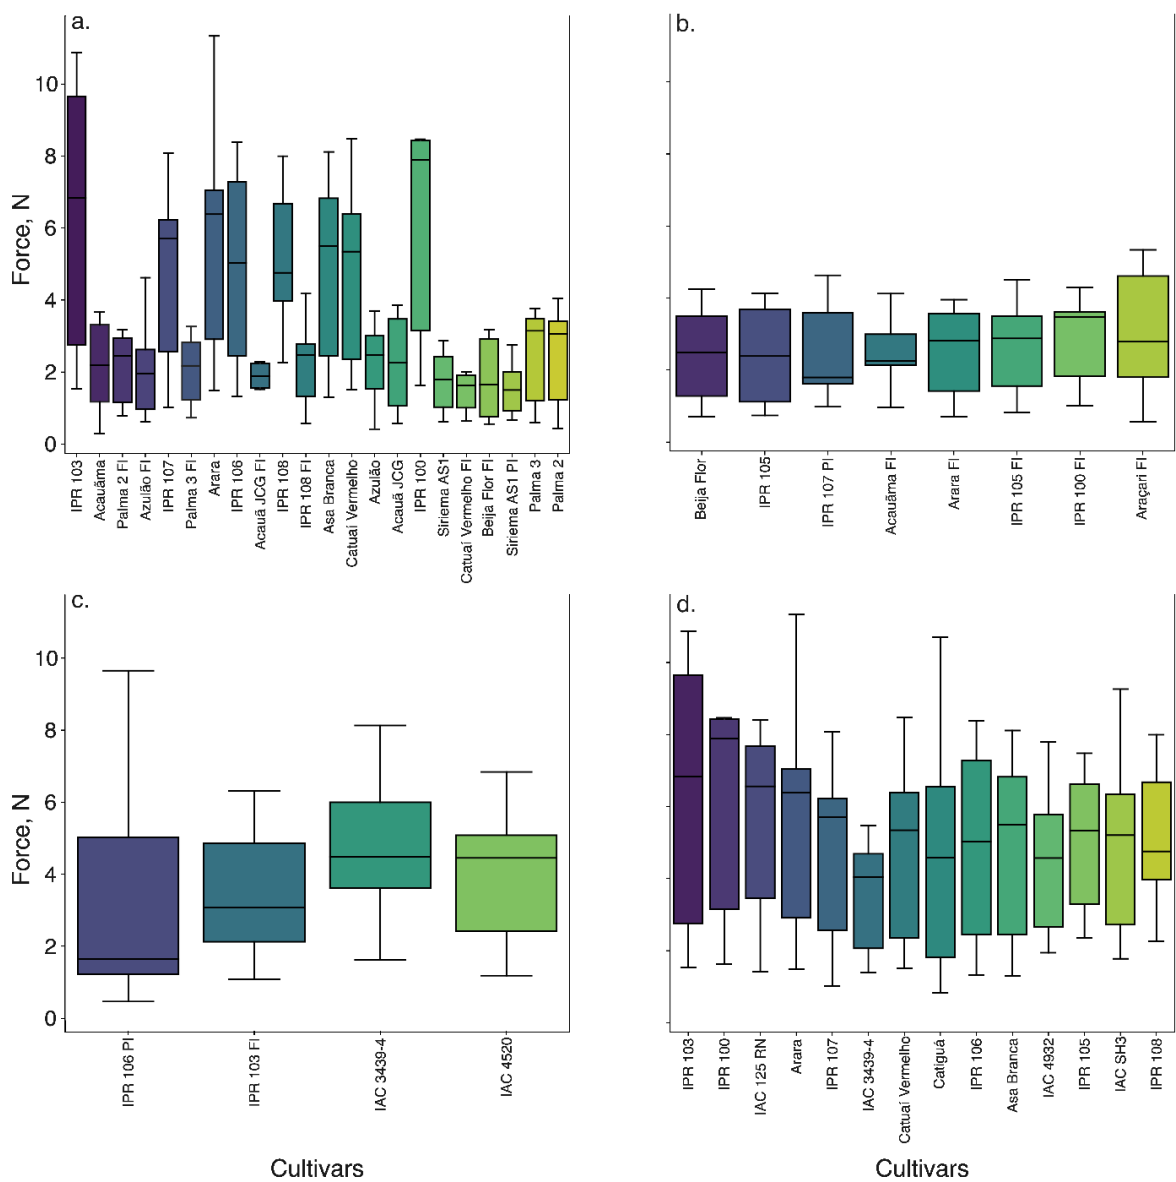 a.
10
8
6
4
2
0
Force, N
IPR 103
Acauãma
Palma 2 FI
Azulão FI
IPR 107
Palma 3 FI
Arara
IPR 106
Acauã JCG FI
IPR 108
IPR 108 FI
Asa Branca
Catuaí Vermelho
Azulão
Acauã JCG
IPR 100
Siriema AS1
Catuaí Vermelho FI
Beija Flor FI
Siriema AS1 PI
Palma 3
Palma 2
b.
Beija Flor
IPR 105
IPR 107 PI
Acauãma FI
Arara FI
IPR 105 FI
IPR 100 FI
Araçari FI
c.
10
8
6
4
2
0
Force, N
IPR 106 PI
IPR 103 FI
IAC 3439-4
IAC 4520
Cultivars
d.
IPR 103
IPR 100
IAC 125 RN
Arara
IPR 107
IAC 3439-4
Catuaí Vermelho
Catiguá
IPR 106
Asa Branca
IAC 4932
IPR 105
IAC SH3
IPR 108
Cultivars